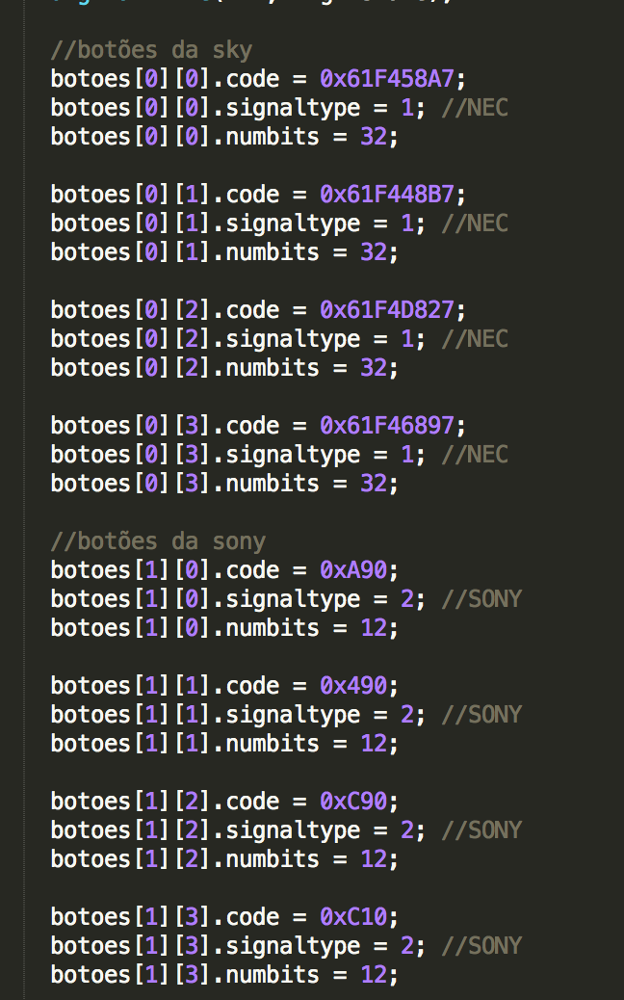 //botões da sky
botoes[0][0].code = 0x61F458A7;
botoes[0][0].signaltype = 1; //NEC
botoes[0][0].numbits = 32;
botoes[0][1].code = 0x61F448B7;
botoes[0][1].signaltype = 1; //NEC
botoes[0][1].numbits = 32;
botoes[0][2].code = 0x61F4D827;
botoes[0][2].signaltype = 1; //NEC
botoes[0][2].numbits = 32;
botoes[0][3].code = 0x61F46897;
botoes[0][3].signaltype = 1; //NEC
botoes[0][3].numbits = 32;
//botões da sony
botoes[1][0].code = 0xA90;
botoes[1][0].signaltype = 2; //SONY
botoes[1][0].numbits = 12;
botoes[1][1].code = 0x490;
botoes[1][1].signaltype = 2; //SONY
botoes[1][1].numbits = 12;
botoes[1][2].code = 0xC90;
botoes[1][2].signaltype = 2; //SONY
botoes[1][2].numbits = 12;
botoes[1][3].code = 0xC10;
botoes[1][3].signaltype = 2; //SONY
botoes[1][3].numbits = 12;